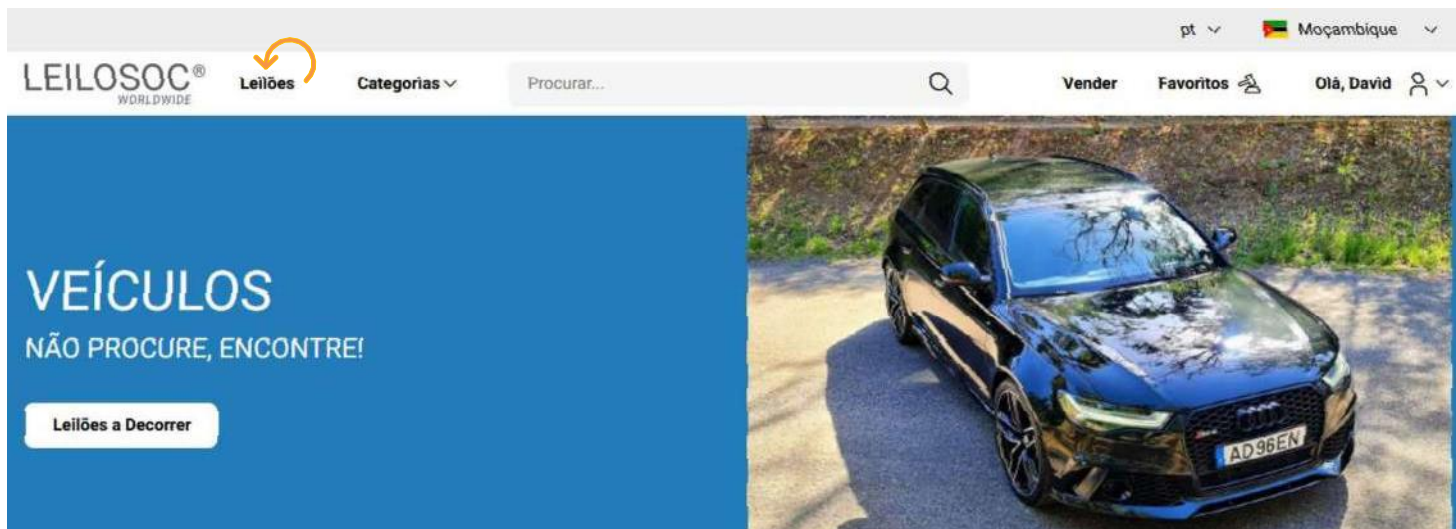 pt Moçambique
LEILOSOC®
WORLDWIDE
Leilões Categorias Procurar... Vender Favoritos Olá, David
VEÍCULOS
NÃO PROCURE, ENCONTRE!
Leilões a Decorrer
AD96EN